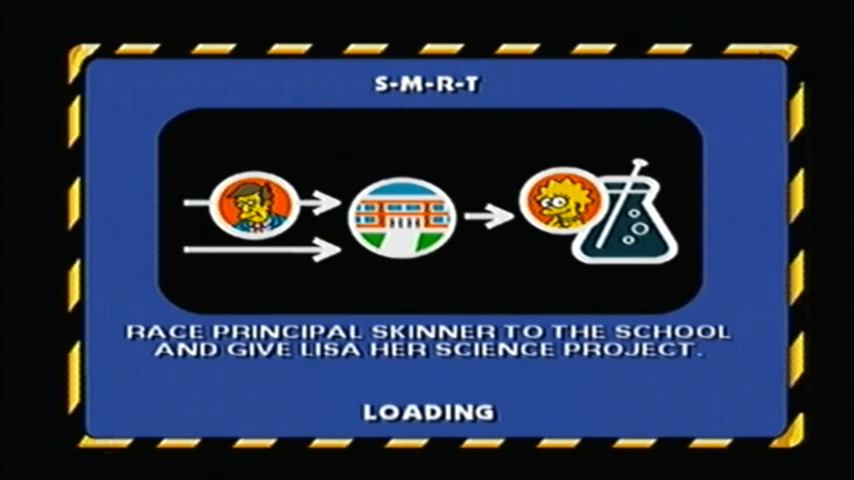 S-M-R-T
RACE PRINCIPAL SKINNER TO THE SCHOOL
AND GIVE LISA HER SCIENCE PROJECT.
LOADING